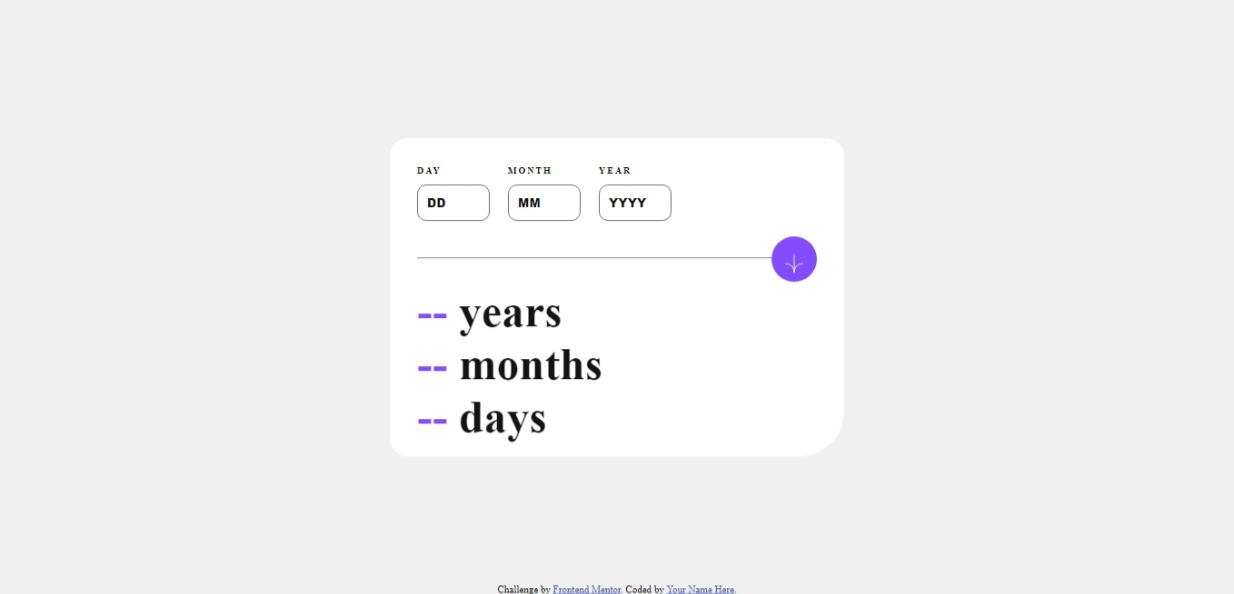 DAY MONTH YEAR
DD MM YYYY
-- years
-- months
-- days
Challenge by Frontend Mentor. Coded by Your Name Here.